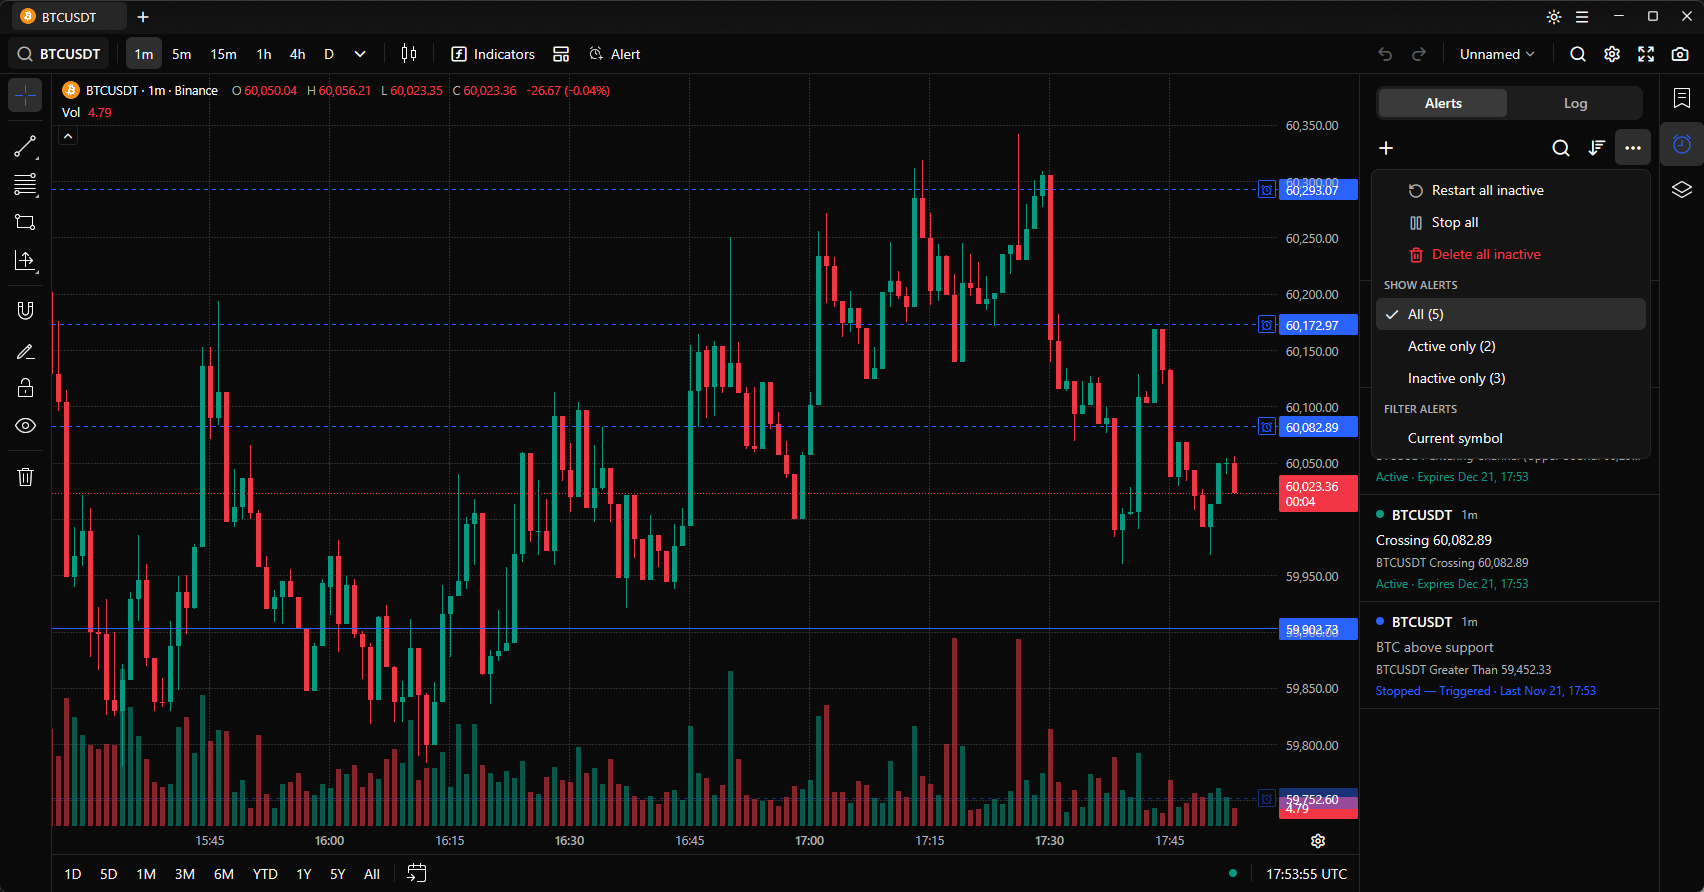 BTCUSDT
BTCUSDT 1m 5m 15m 1h 4h D Indicators Alert Unnamed
BTCUSDT · 1m · Binance O 60,050.04 H 60,056.21 L 60,023.35 C 60,023.36 -26.67 (-0.04%)
Vol 4.79
60,350.00
60,300.00
60,293.07
60,250.00
60,200.00
60,172.97
60,150.00
60,100.00
60,082.89
60,050.00
60,023.36
00:04
59,950.00
59,902.73
59,900.00
59,850.00
59,800.00
59,752.60
4.79
15:45 16:00 16:15 16:30 16:45 17:00 17:15 17:30 17:45
1D 5D 1M 3M 6M YTD 1Y 5Y All 17:53:55 UTC
Alerts Log
Restart all inactive
Stop all
Delete all inactive
SHOW ALERTS
All (5)
Active only (2)
Inactive only (3)
FILTER ALERTS
Current symbol
Active · Expires Dec 21, 17:53
BTCUSDT 1m
Crossing 60,082.89
BTCUSDT Crossing 60,082.89
Active · Expires Dec 21, 17:53
BTCUSDT 1m
BTC above support
BTCUSDT Greater Than 59,452.33
Stopped — Triggered · Last Nov 21, 17:53